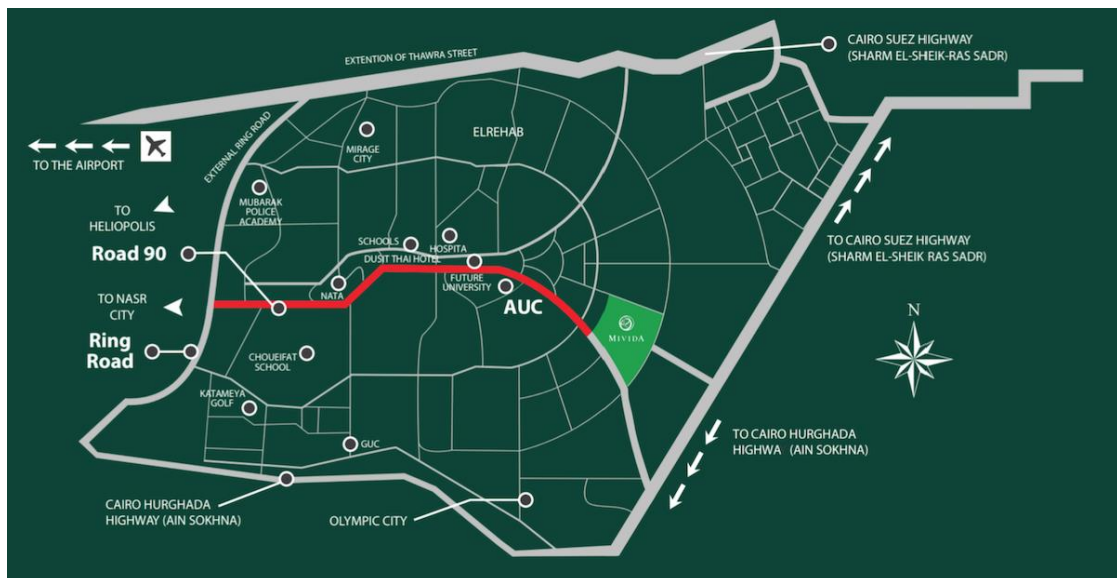 EXTENTION OF THAWRA STREET
CAIRO SUEZ HIGHWAY
(SHARM EL-SHEIK-RAS SADR)
EXTERNAL RING ROAD
ELREHAB
MIRAGE
CITY
TO THE AIRPORT
MUBARAK
POLICE
ACADEMY
TO
HELIOPOLIS
Road 90
SCHOOLS
HOSPITA
DUSIT THAI HOTEL
FUTURE
UNIVERSITY
NATA
AUC
TO CAIRO SUEZ HIGHWAY
(SHARM EL-SHEIK RAS SADR)
TO NASR
CITY
Ring
Road
MIVIDA
N
CHOUEIFAT
SCHOOL
KATAMEYA
GOLF
GUC
TO CAIRO HURGHADA
HIGHWA (AIN SOKHNA)
CAIRO HURGHADA
HIGHWAY (AIN SOKHNA)
OLYMPIC CITY